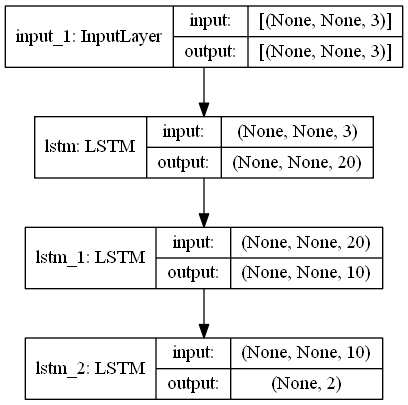 input_1: InputLayer
input: [(None, None, 3)]
output: [(None, None, 3)]
lstm: LSTM
input: (None, None, 3)
output: (None, None, 20)
lstm_1: LSTM
input: (None, None, 20)
output: (None, None, 10)
lstm_2: LSTM
input: (None, None, 10)
output: (None, 2)